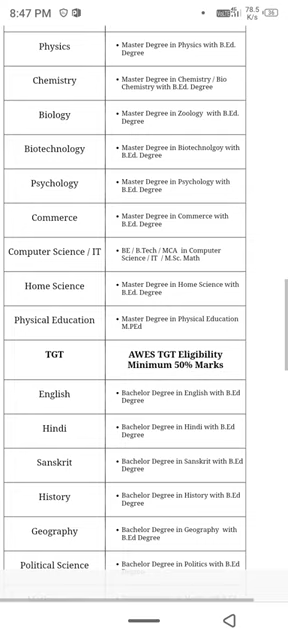 8:47 PM
78.5
K/s
36
Physics
• Master Degree in Physics with B.Ed.
Degree
Chemistry
• Master Degree in Chemistry / Bio
Chemistry with B.Ed. Degree
Biology
• Master Degree in Zoology with B.Ed.
Degree
Biotechnology
• Master Degree in Biotechnolgoy with
B.Ed. Degree
Psychology
• Master Degree in Psychology with
B.Ed. Degree
Commerce
• Master Degree in Commerce with
B.Ed. Degree
Computer Science / IT
• BE / B.Tech / MCA in Computer
Science / IT / M.Sc. Math
Home Science
• Master Degree in Home Science with
B.Ed. Degree
Physical Education
• Master Degree in Physical Education
M.PEd
TGT
AWES TGT Eligibility
Minimum 50% Marks
English
• Bachelor Degree in English with B.Ed
Degree
Hindi
• Bachelor Degree in Hindi with B.Ed
Degree
Sanskrit
• Bachelor Degree in Sanskrit with B.Ed
Degree
History
• Bachelor Degree in History with B.Ed
Degree
Geography
• Bachelor Degree in Geography with
B.Ed Degree
Political Science
• Bachelor Degree in Politics with B.Ed